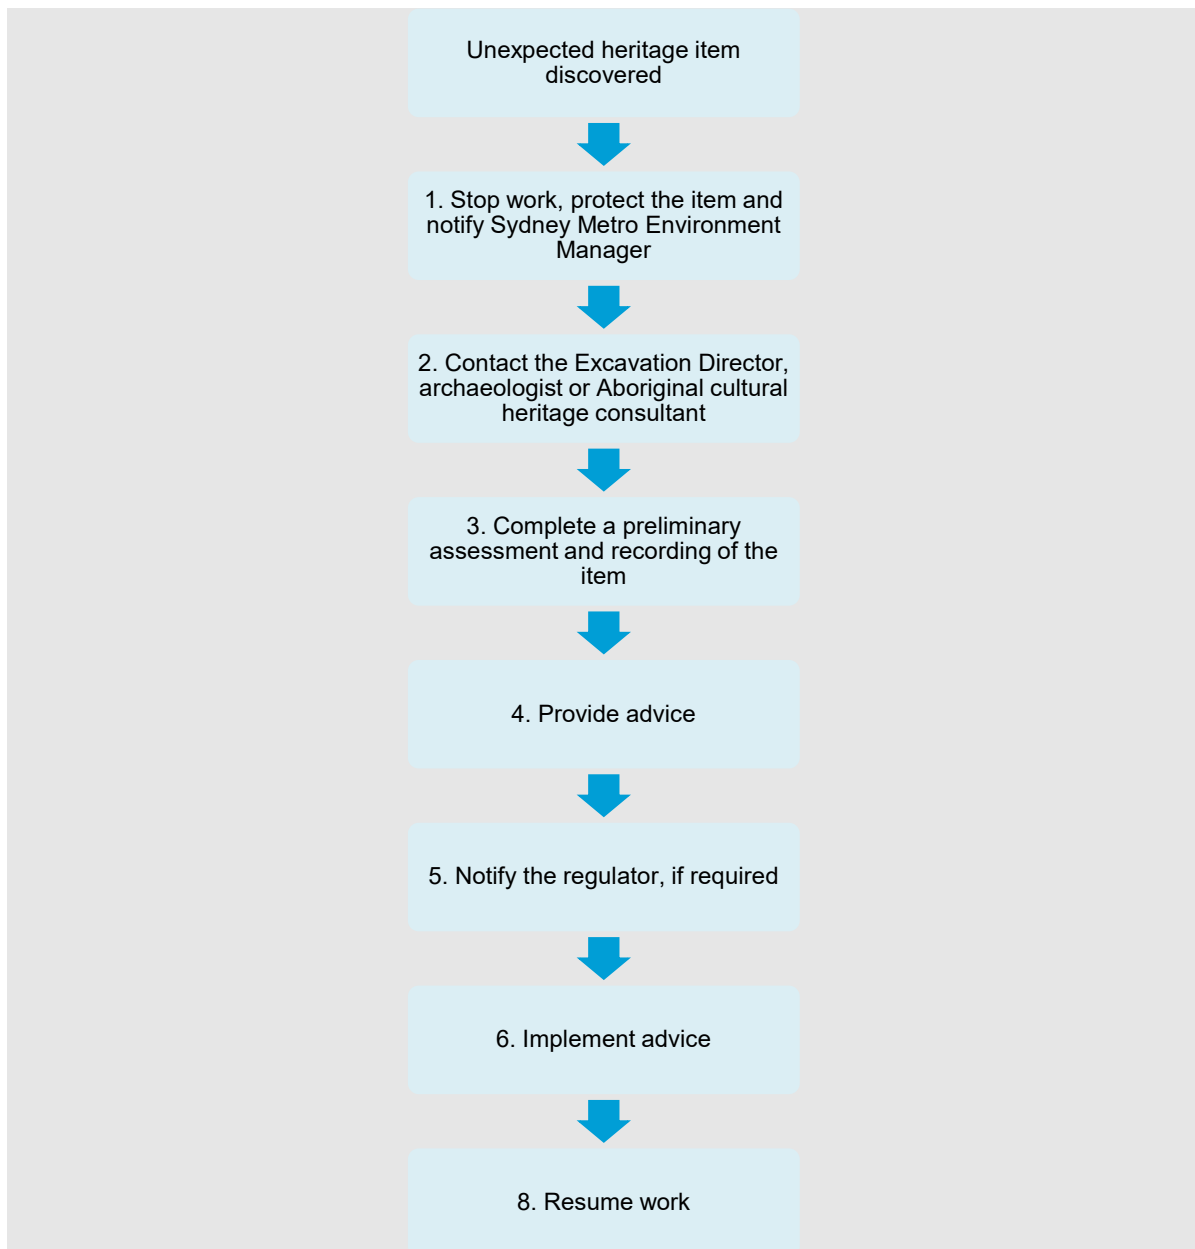 Unexpected heritage item
discovered
1. Stop work, protect the item and
notify Sydney Metro Environment
Manager
2. Contact the Excavation Director,
archaeologist or Aboriginal cultural
heritage consultant
3. Complete a preliminary
assessment and recording of the
item
4. Provide advice
5. Notify the regulator, if required
6. Implement advice
8. Resume work